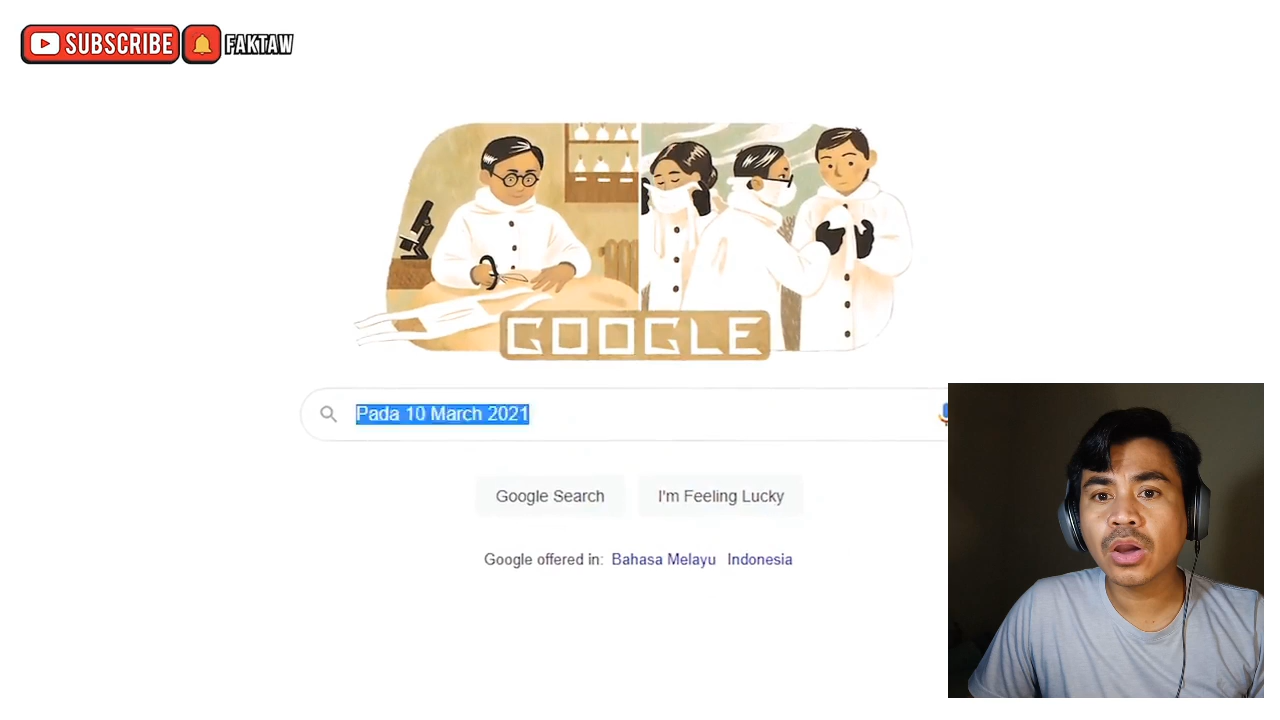 SUBSCRIBE FAKTAW
GOOGLE
Pada 10 March 2021
Google Search I'm Feeling Lucky
Google offered in: Bahasa Melayu Indonesia